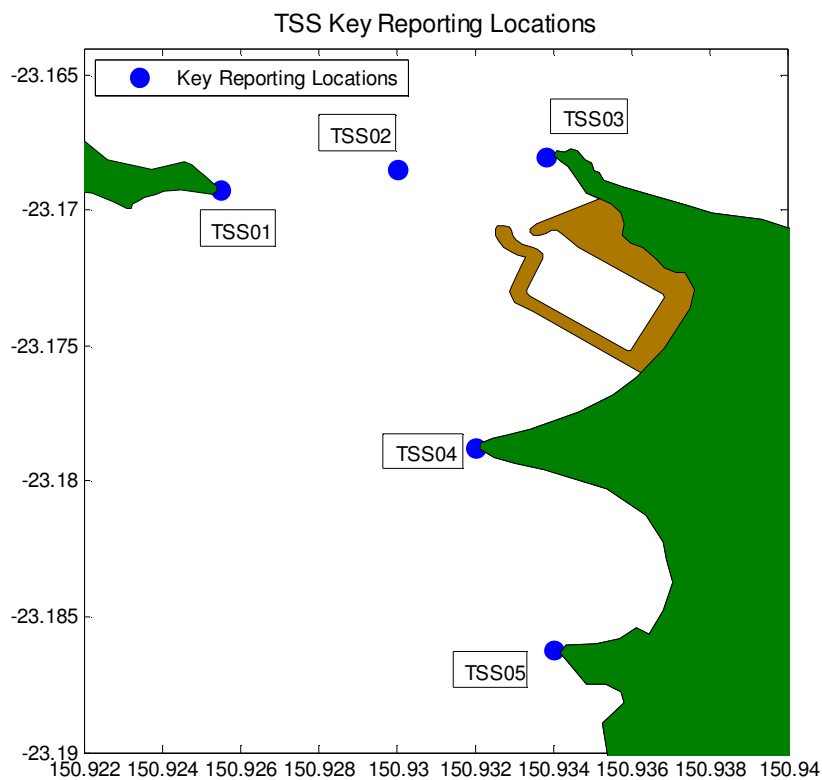 TSS Key Reporting Locations
-23.165
Key Reporting Locations
TSS03
TSS02
-23.17
TSS01
-23.175
TSS04
-23.18
-23.185
TSS05
-23.19
150.922 150.924 150.926 150.928 150.93 150.932 150.934 150.936 150.938 150.94